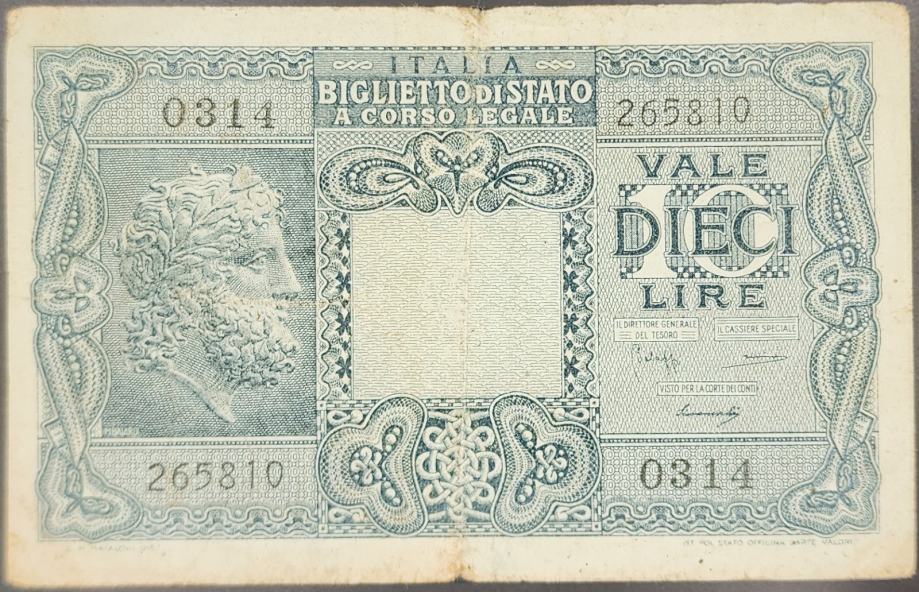 ITALIA
BIGLIETTO DI STATO
A CORSO LEGALE
0314
265810
VALE
10
DIECI
LIRE
IL DIRETTORE GENERALE
DEL TESORO
IL CASSIERE SPECIALE
VISTO PER LA CORTE DEI CONTI
265810
0314
IST. POL. STATO OFFICINA CARTE VALORI